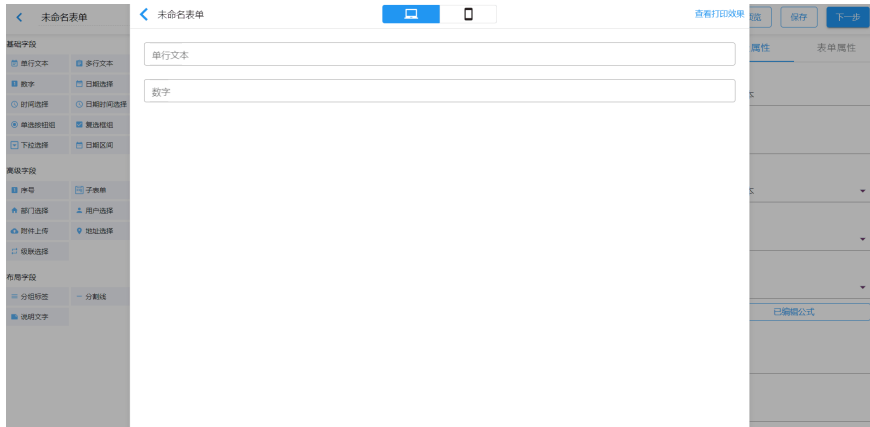 未命名表单
未命名表单
查看打印效果
保存
下一步
基础字段
属性
表单属性
单行文本
多行文本
单行文本
数字
日期选择
数字
时间选择
日期时间选择
单选按钮组
复选框组
下拉选择
日期区间
高级字段
序号
子表单
部门选择
用户选择
附件上传
地址选择
级联选择
布局字段
分组标签
分割线
已编辑公式
说明文字